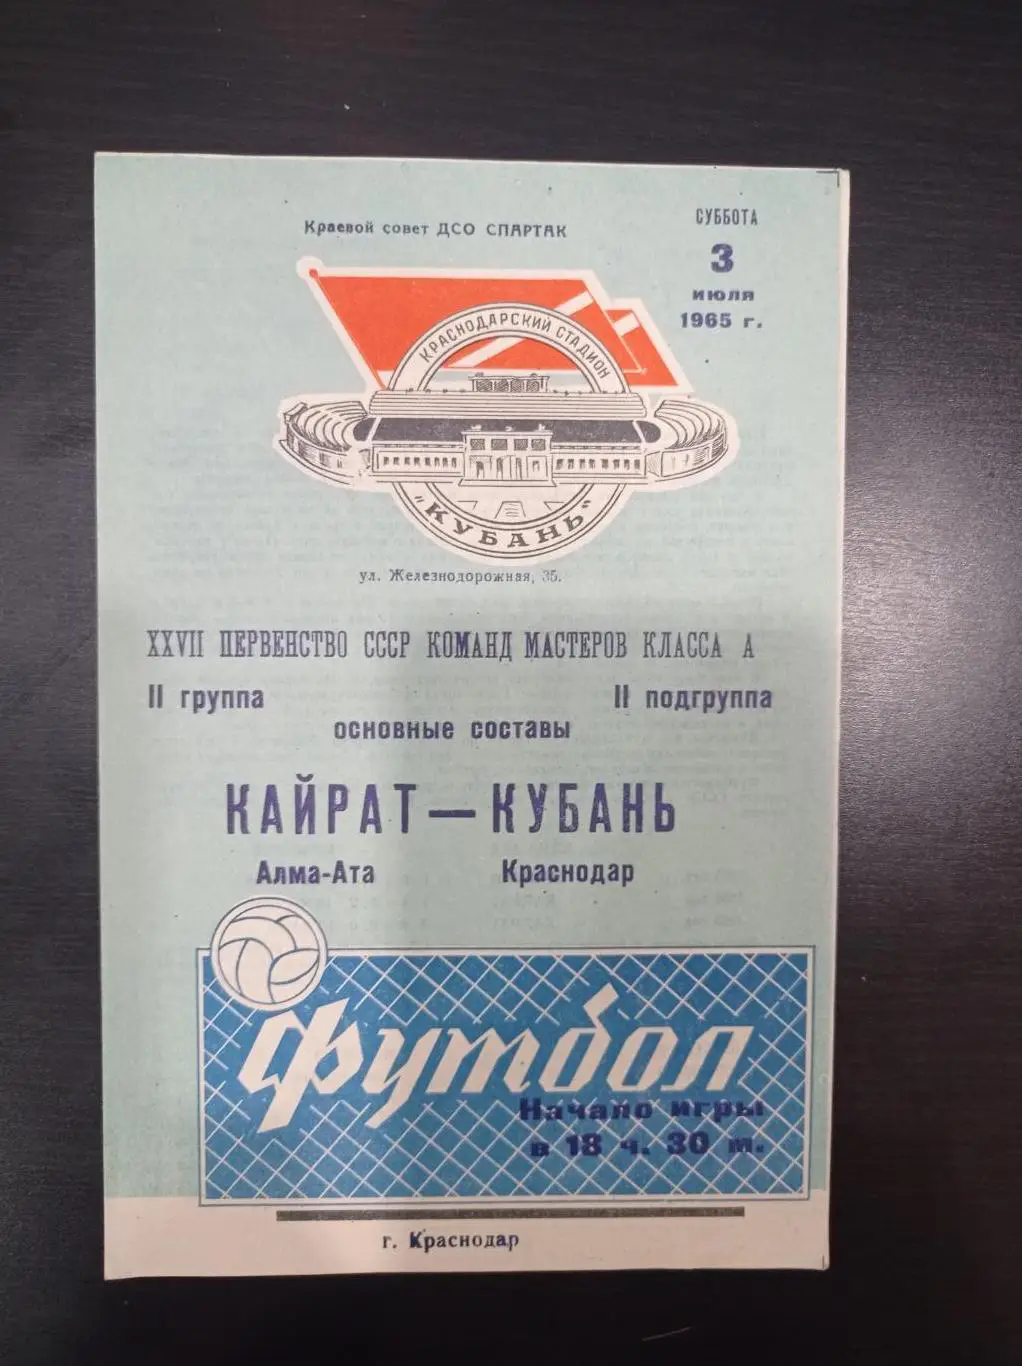 Краевой совет ДСО СПАРТАК
СУББОТА
3
июля
1965 г.
КРАСНОДАРСКИЙ СТАДИОН
"КУБАНЬ"
ул. Железнодорожная, 35.
XXVII ПЕРВЕНСТВО СССР КОМАНД МАСТЕРОВ КЛАССА А
II группа
II подгруппа
основные составы
КАЙРАТ — КУБАНЬ
Алма-Ата
Краснодар
Футбол
Начало игры
в 18 ч. 30 м.
г. Краснодар